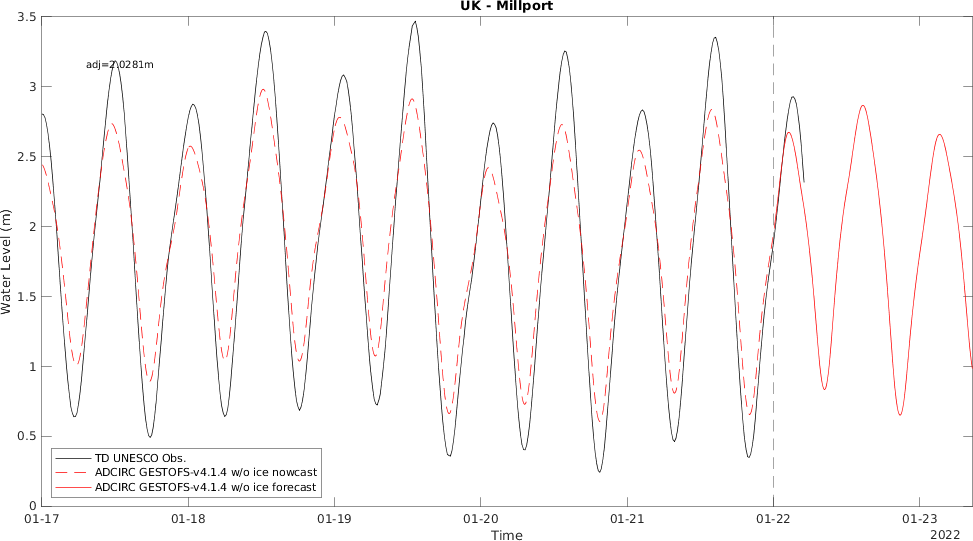 UK - Millport
adj=2.0281m
Water Level (m)
3.5
3
2.5
2
1.5
1
0.5
0
TD UNESCO Obs.
ADCIRC GESTOFS-v4.1.4 w/o ice nowcast
ADCIRC GESTOFS-v4.1.4 w/o ice forecast
01-17 01-18 01-19 01-20 01-21 01-22 01-23
Time
2022